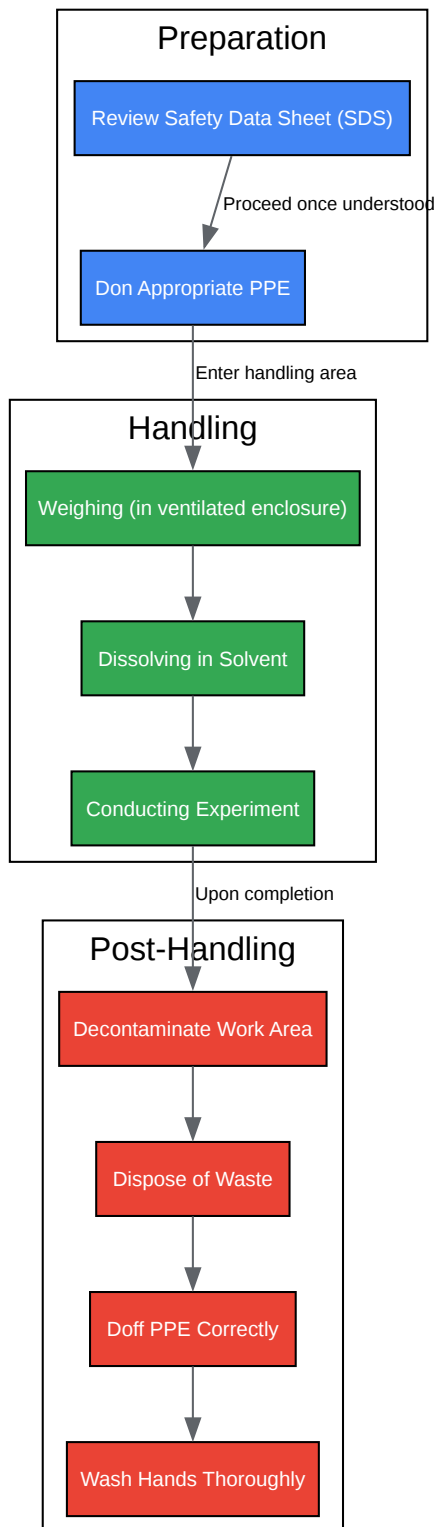 Preparation
Review Safety Data Sheet (SDS)
Proceed once understood
Don Appropriate PPE
Enter handling area
Handling
Weighing (in ventilated enclosure)
Dissolving in Solvent
Conducting Experiment
Upon completion
Post-Handling
Decontaminate Work Area
Dispose of Waste
Doff PPE Correctly
Wash Hands Thoroughly